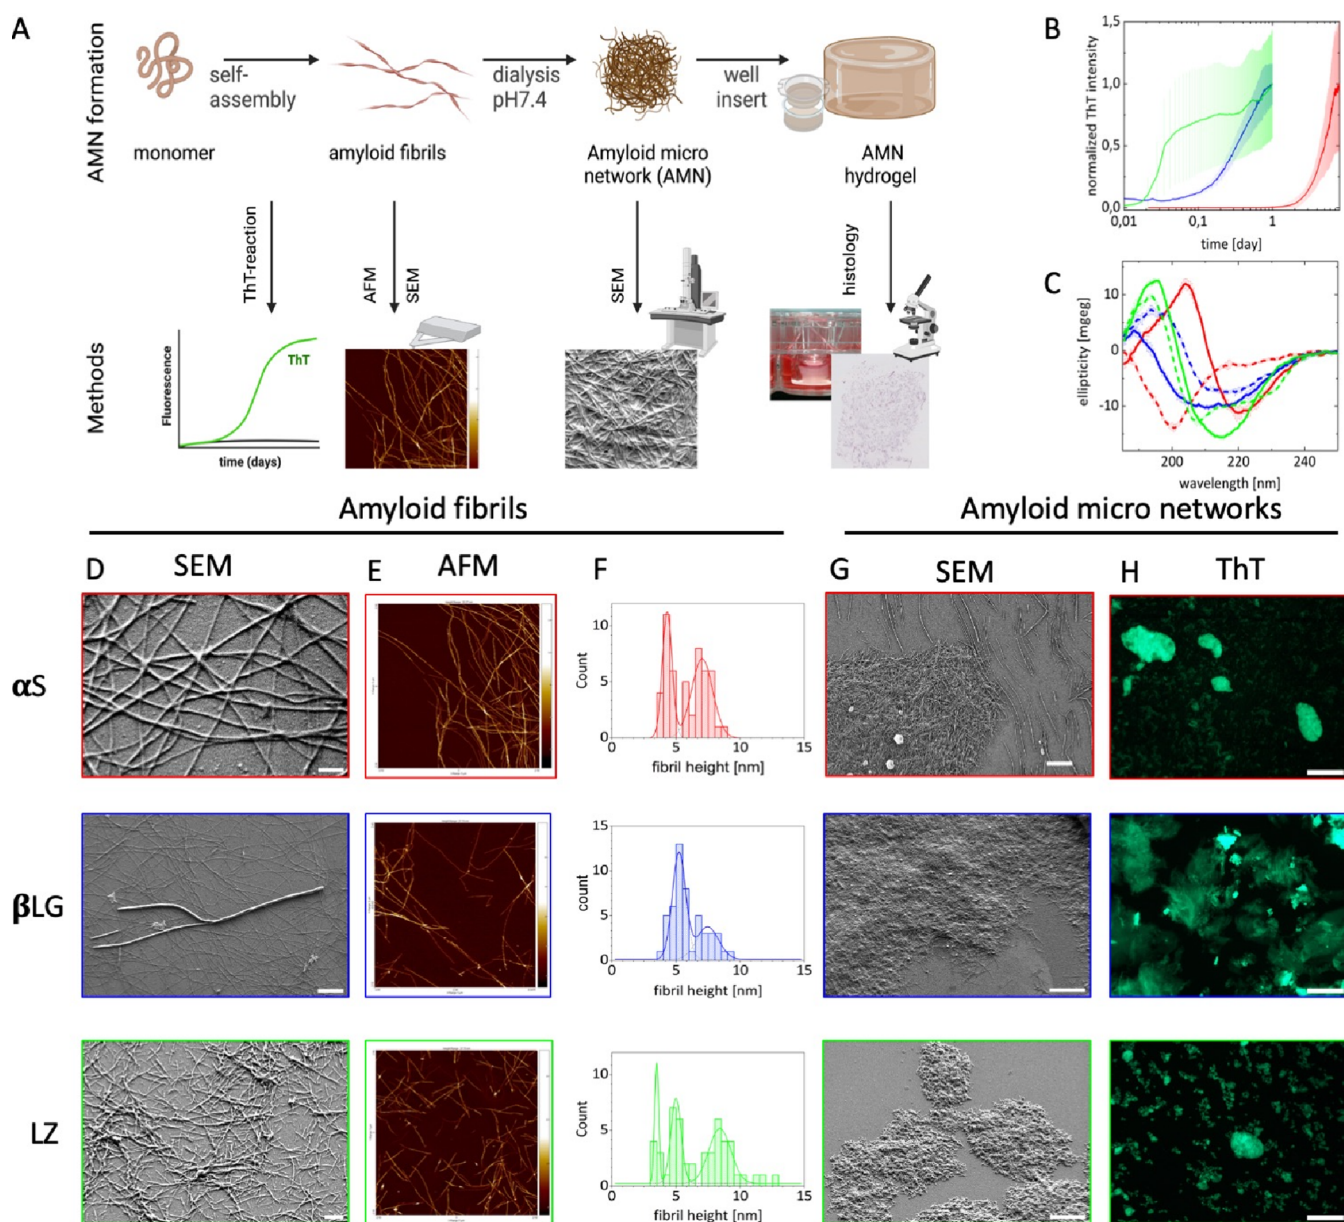 A
AMN formation
self-
assembly
dialysis
pH7.4
well
insert
monomer
amyloid fibrils
Amyloid micro
network (AMN)
AMN
hydrogel
Methods
ThT-reaction
AFM
SEM
SEM
histology
Fluorescence
ThT
time (days)
B
normalized ThT intensity
1,5
1,0
0,5
0,0
0,01
0,1
1
time [day]
C
ellipticity [mgeg]
10
0
-10
200
220
240
wavelength [nm]
Amyloid fibrils
Amyloid micro networks
D
SEM
E
AFM
F
G
SEM
H
ThT
αS
Count
10
5
0
0
5
10
15
fibril height [nm]
βLG
count
15
10
5
0
0
5
10
15
fibril height [nm]
LZ
Count
10
5
0
0
5
10
15
fibril height [nm]